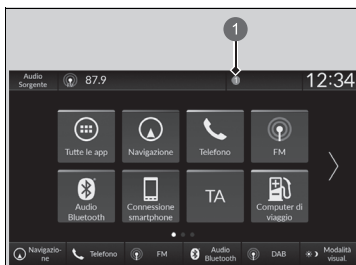 1
Audio
Sorgente
87.9
1
12:34
Tutte le app
Navigazione
Telefono
FM
Audio
Bluetooth
Connessione
smartphone
TA
Computer di
viaggio
Navigazio-
ne
Telefono
FM
Audio
Bluetooth
DAB
Modalità
visual.